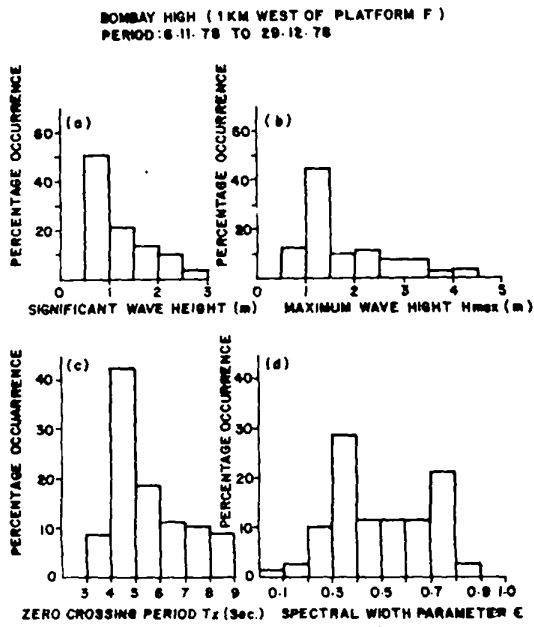 BOMBAY HIGH (1KM WEST OF PLATFORM F)
PERIOD:6·11·78 TO 29·12·78
PERCENTAGE OCCURRENCE
(a)
60
40
20
0 1 2 3
SIGNIFICANT WAVE HEIGHT (m)
PERCENTAGE OCCURRENCE
(b)
60
40
20
0 1 2 3 4 5
MAXIMUM WAVE HIGHT Hmax (m)
PERCENTAGE OCCUARRENCE
(c)
40
30
20
10
0
3 4 5 6 7 8 9
ZERO CROSSING PERIOD Tz (Sec.)
PERCENTAGE OCCURRENCE
(d)
40
30
20
10
0
0·1 0·3 0·5 0·7 0·9 1·0
SPECTRAL WIDTH PARAMETER ε